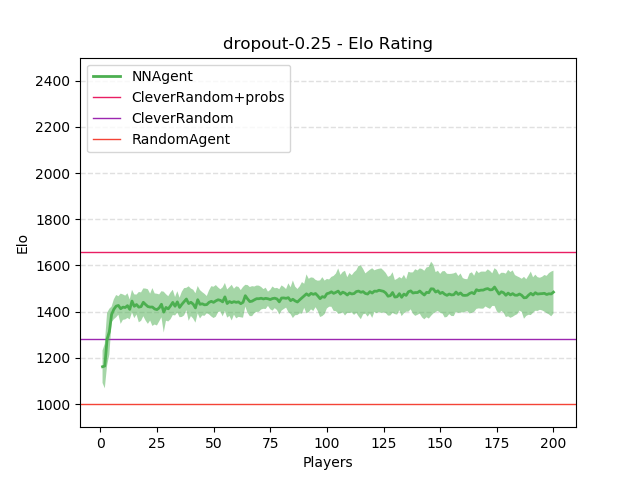 dropout-0.25 - Elo Rating
NNAgent
CleverRandom+probs
CleverRandom
RandomAgent
2400
2200
2000
1800
1600
1400
1200
1000
Elo
0 25 50 75 100 125 150 175 200
Players